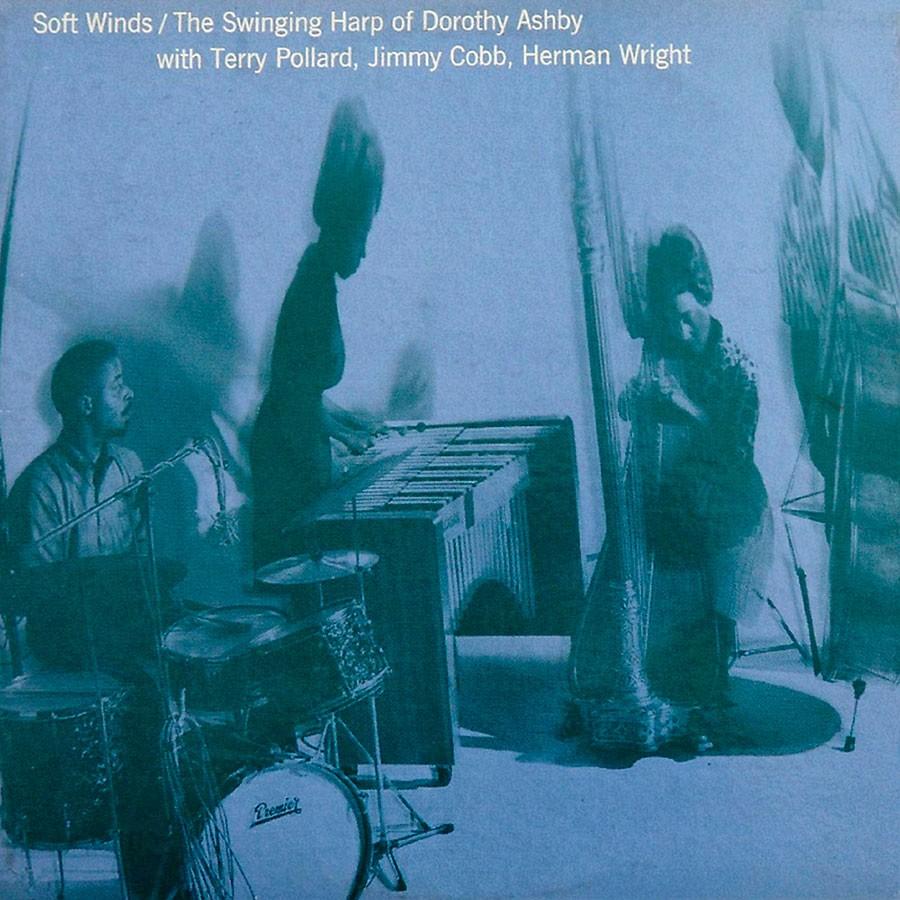 Soft Winds / The Swinging Harp of Dorothy Ashby
with Terry Pollard, Jimmy Cobb, Herman Wright
Premier